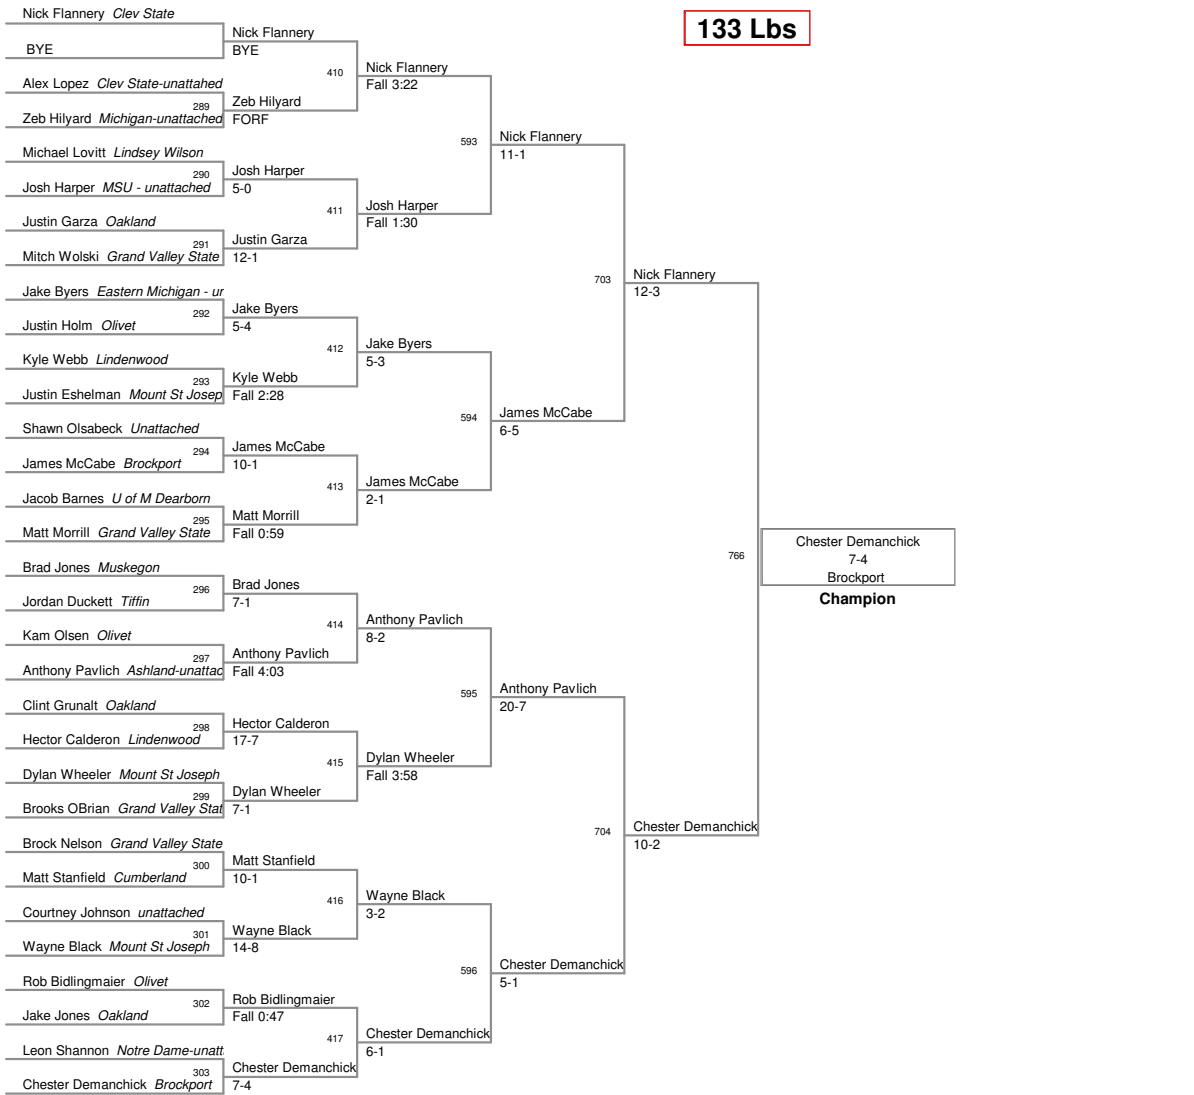 133 Lbs
Nick Flannery Clev State
BYE
Alex Lopez Clev State-unattahed
289
Zeb Hilyard Michigan-unattached
Michael Lovitt Lindsey Wilson
290
Josh Harper MSU - unattached
Justin Garza Oakland
291
Mitch Wolski Grand Valley State
Jake Byers Eastern Michigan - ur
292
Justin Holm Olivet
Kyle Webb Lindenwood
293
Justin Eshelman Mount St Josep
Shawn Olsabeck Unattached
294
James McCabe Brockport
Jacob Barnes U of M Dearborn
295
Matt Morrill Grand Valley State
Brad Jones Muskegon
296
Jordan Duckett Tiffin
Kam Olsen Olivet
297
Anthony Pavlich Ashland-unattac
Clint Grunalt Oakland
298
Hector Calderon Lindenwood
Dylan Wheeler Mount St Joseph
299
Brooks OBrian Grand Valley Stat
Brock Nelson Grand Valley State
300
Matt Stanfield Cumberland
Courtney Johnson unattached
301
Wayne Black Mount St Joseph
Rob Bidlingmaier Olivet
302
Jake Jones Oakland
Leon Shannon Notre Dame-unatt
303
Chester Demanchick Brockport
Nick Flannery
BYE
410
Zeb Hilyard
FORF
Josh Harper
5-0
411
Justin Garza
12-1
Jake Byers
5-4
412
Kyle Webb
Fall 2:28
James McCabe
10-1
413
Matt Morrill
Fall 0:59
Brad Jones
7-1
414
Anthony Pavlich
Fall 4:03
Hector Calderon
17-7
415
Dylan Wheeler
7-1
Matt Stanfield
10-1
416
Wayne Black
14-8
Rob Bidlingmaier
Fall 0:47
417
Chester Demanchick
7-4
Nick Flannery
Fall 3:22
593
Josh Harper
Fall 1:30
Jake Byers
5-3
594
James McCabe
2-1
Anthony Pavlich
8-2
595
Dylan Wheeler
Fall 3:58
Wayne Black
3-2
596
Chester Demanchick
6-1
Nick Flannery
11-1
703
James McCabe
6-5
Anthony Pavlich
20-7
704
Chester Demanchick
5-1
Nick Flannery
12-3
766
Chester Demanchick
10-2
Chester Demanchick
7-4
Brockport
Champion